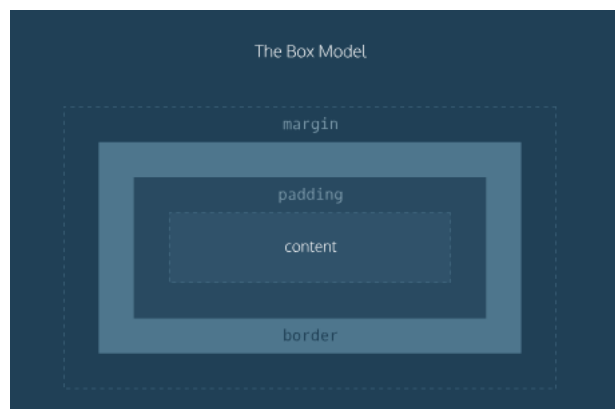 The Box Model
margin
padding
content
border